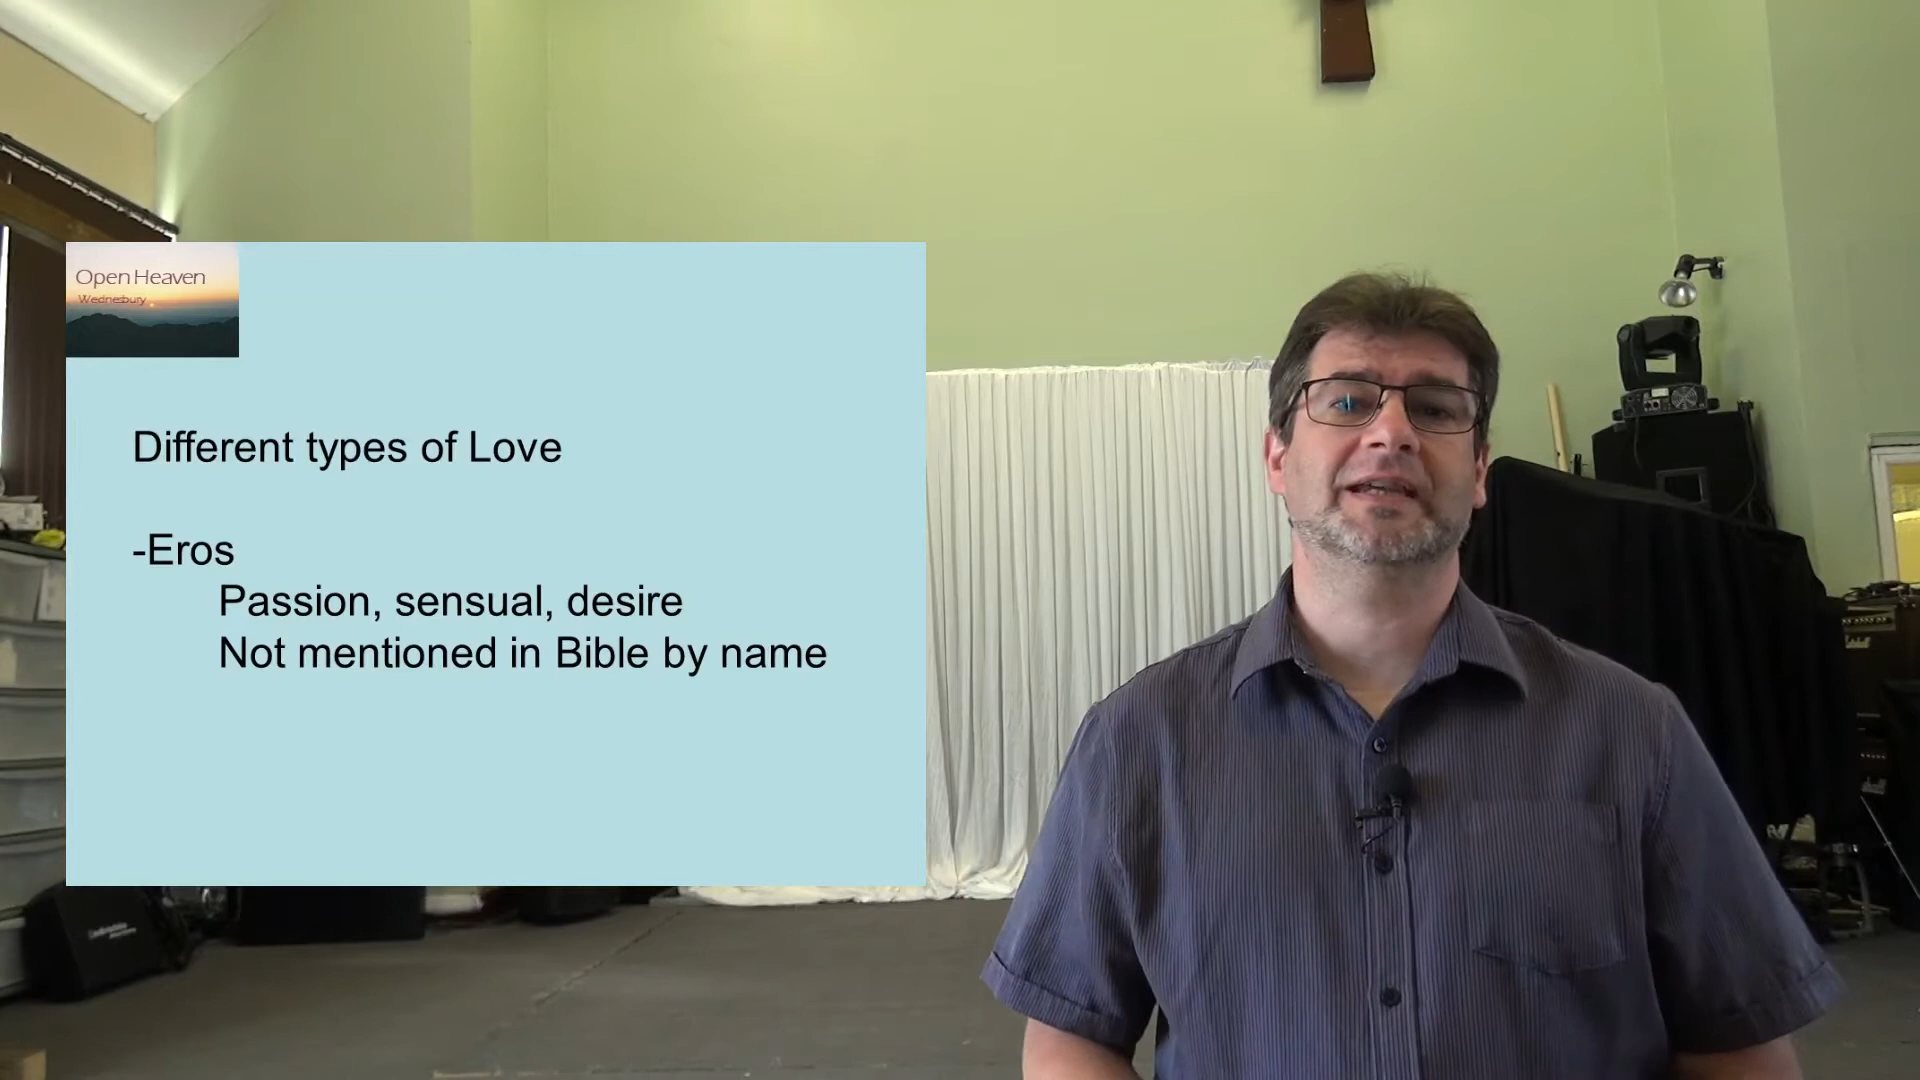 Open Heaven
Wednesbury
Different types of Love
-Eros
Passion, sensual, desire
Not mentioned in Bible by name